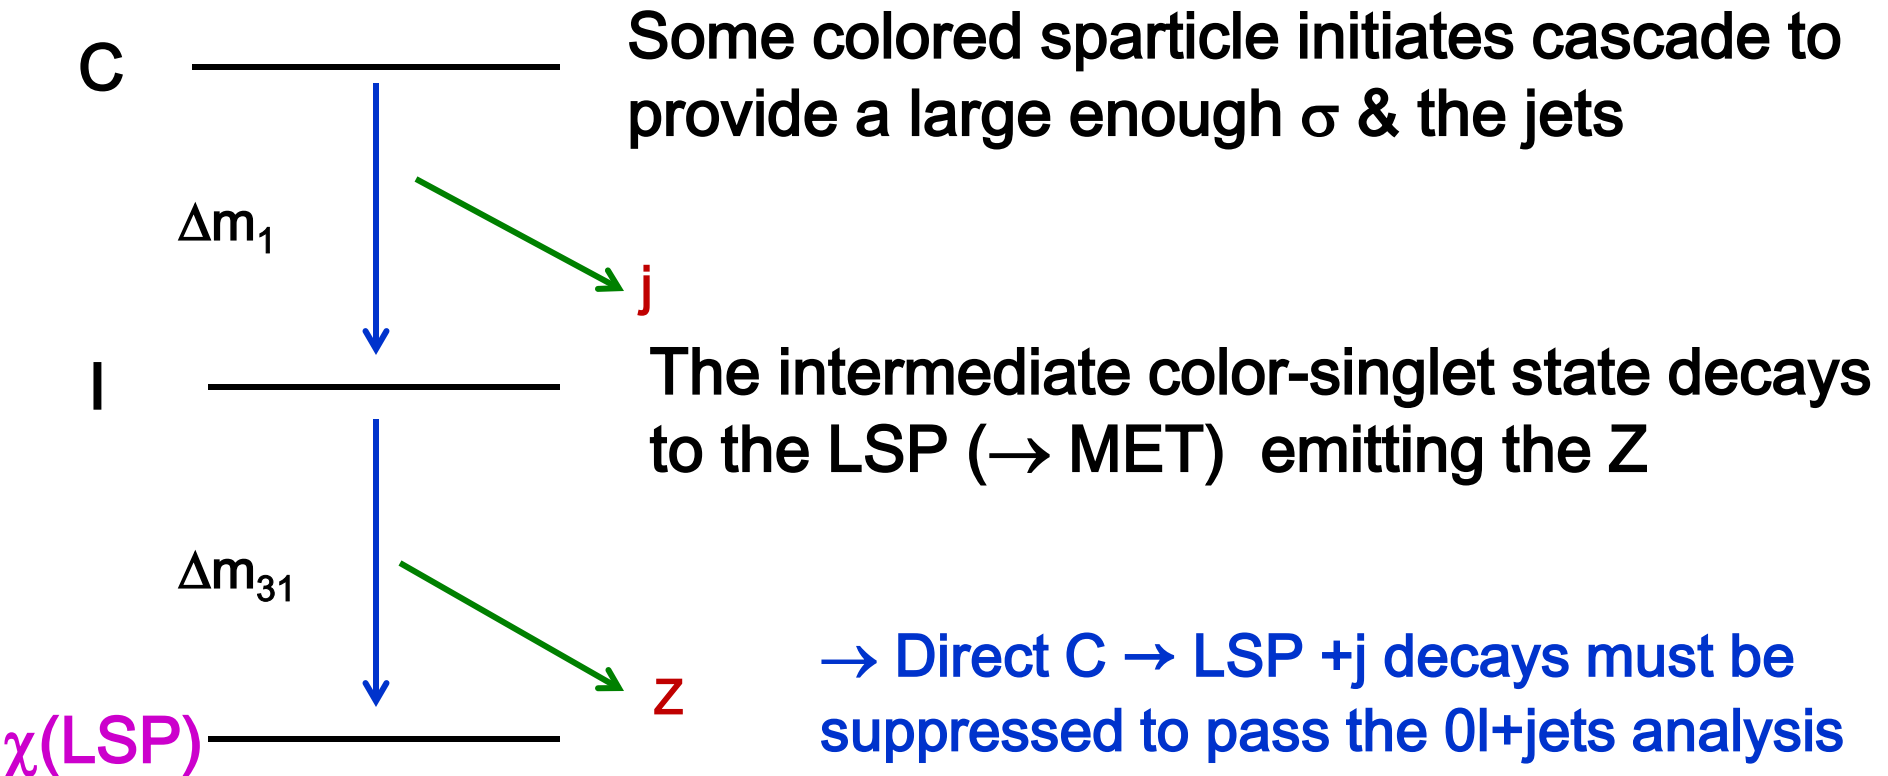 C
Some colored sparticle initiates cascade to
provide a large enough σ & the jets
Δm₁
j
I
The intermediate color-singlet state decays
to the LSP (→ MET) emitting the Z
Δm₃₁
Z
→ Direct C → LSP +j decays must be
suppressed to pass the 0l+jets analysis
χ(LSP)